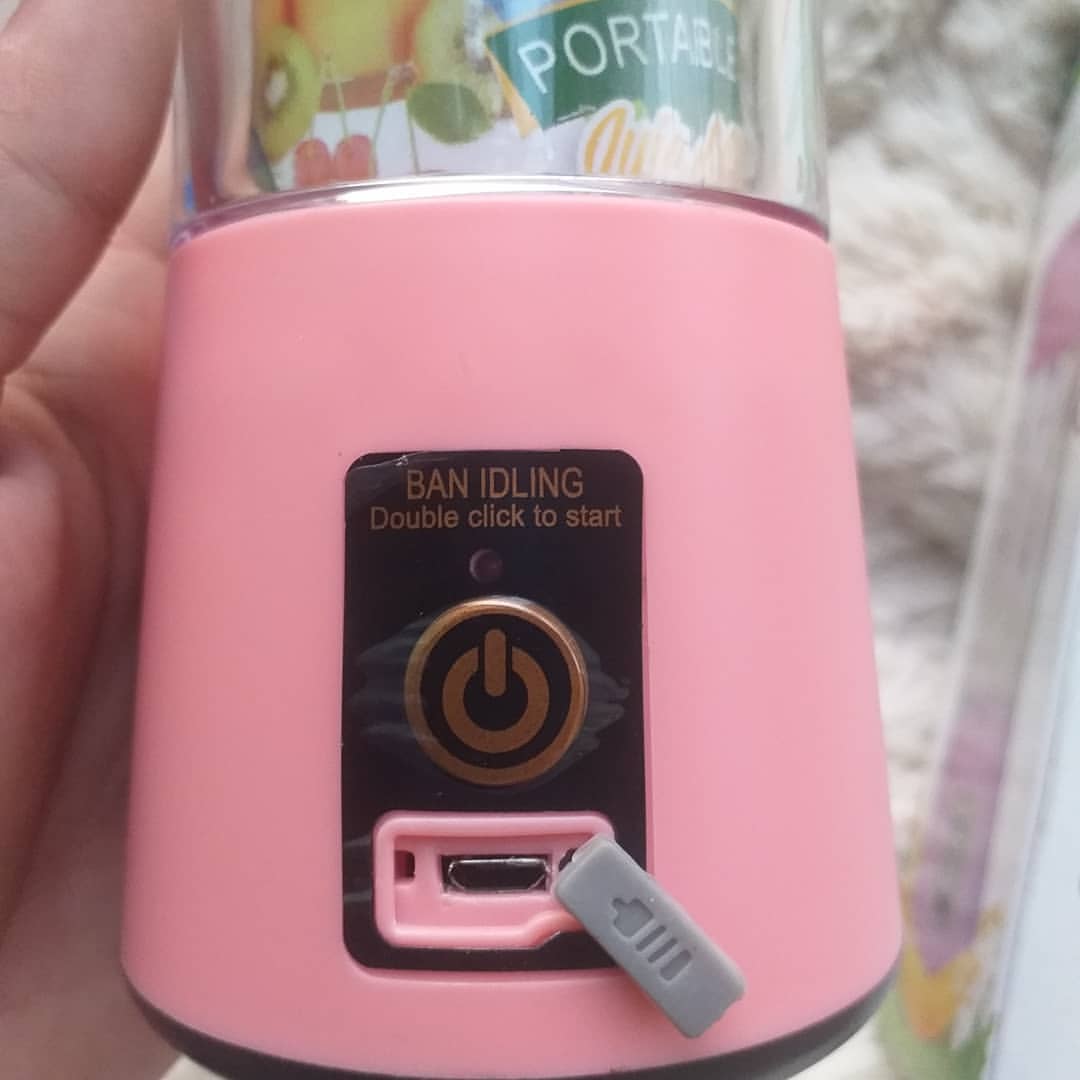 PORTABLE
BAN IDLING
Double click to start